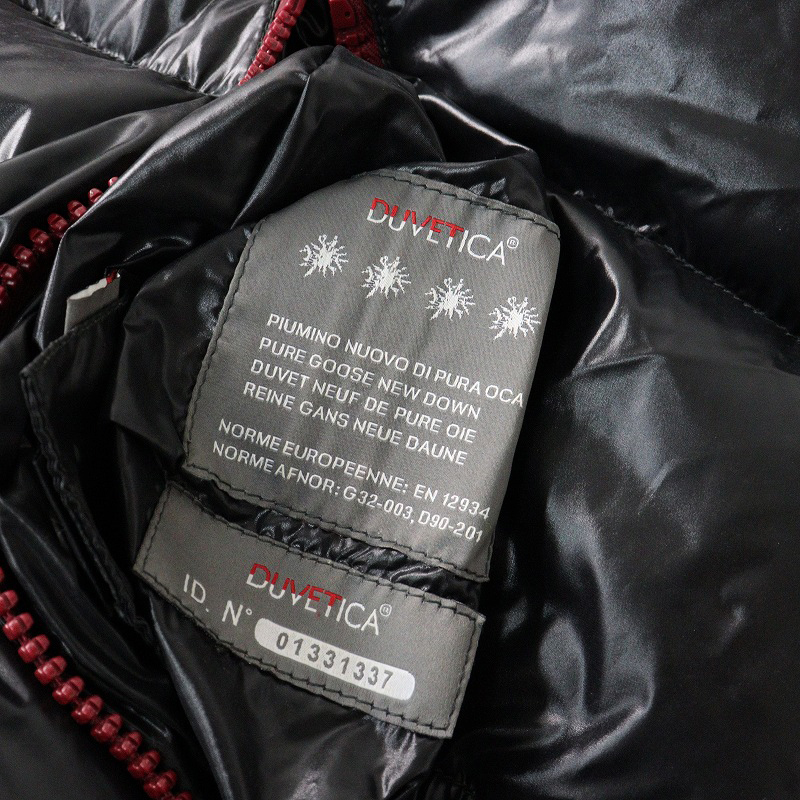 DUVETICA®
PIUMINO NUOVO DI PURA OCA
PURE GOOSE NEW DOWN
DUVET NEUF DE PURE OIE
REINE GANS NEUE DAUNE
NORME EUROPEENNE: EN 12934
NORME AFNOR: G32-003, D90-201
DUVETICA®
ID. N° 01331337